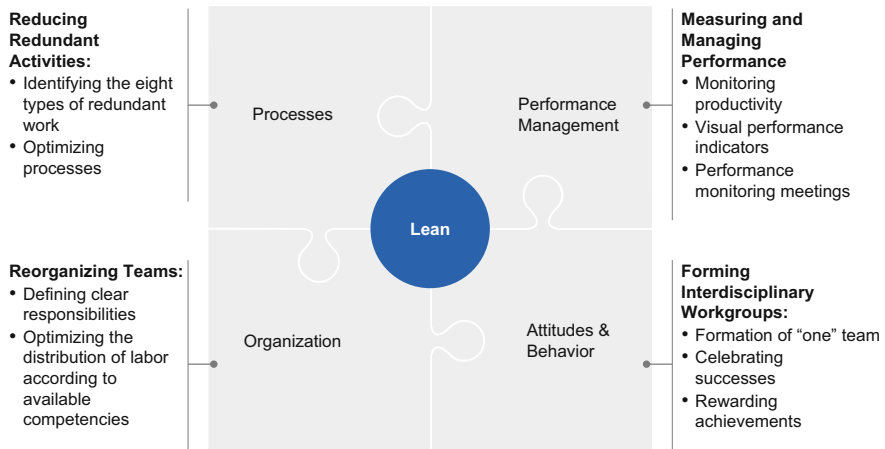 Reducing
Redundant
Activities:
• Identifying the eight
types of redundant
work
• Optimizing
processes
Processes
Performance
Management
Measuring and
Managing
Performance
• Monitoring
productivity
• Visual performance
indicators
• Performance
monitoring meetings
Lean
Reorganizing Teams:
• Defining clear
responsibilities
• Optimizing the
distribution of labor
according to
available
competencies
Organization
Attitudes &
Behavior
Forming
Interdisciplinary
Workgroups:
• Formation of “one” team
• Celebrating
successes
• Rewarding
achievements